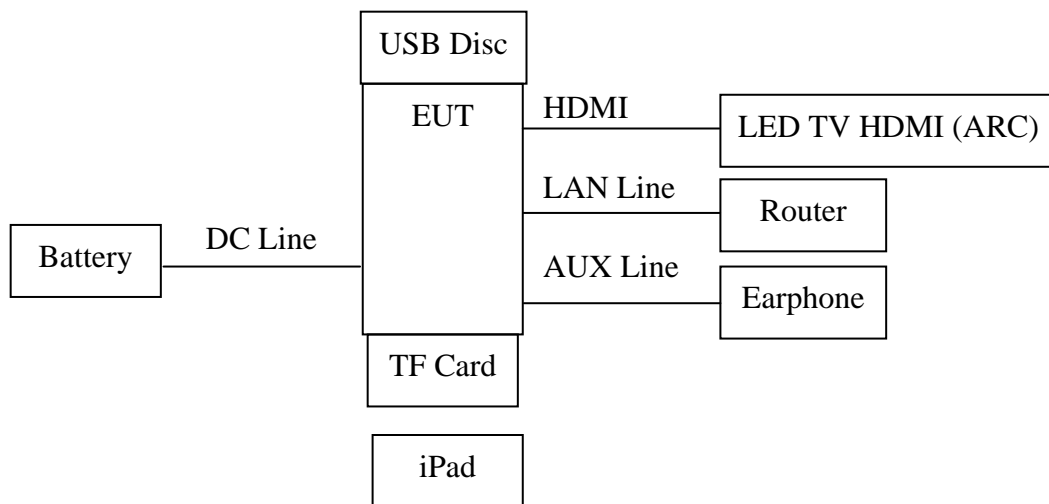 USB Disc
EUT
HDMI
LED TV HDMI (ARC)
LAN Line
Router
DC Line
Battery
AUX Line
Earphone
TF Card
iPad